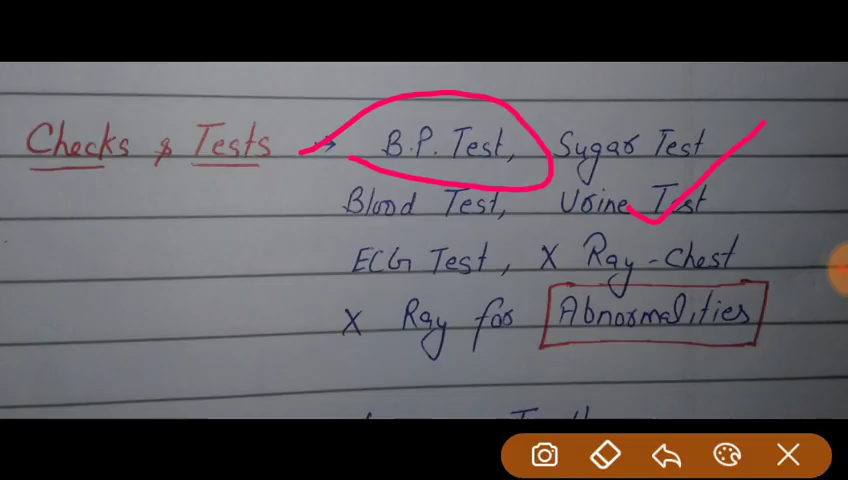 Checks & Tests → B.P. Test, Sugar Test
Blood Test, Urine Test
ECG Test, X Ray-Chest
X Ray for Abnormalities